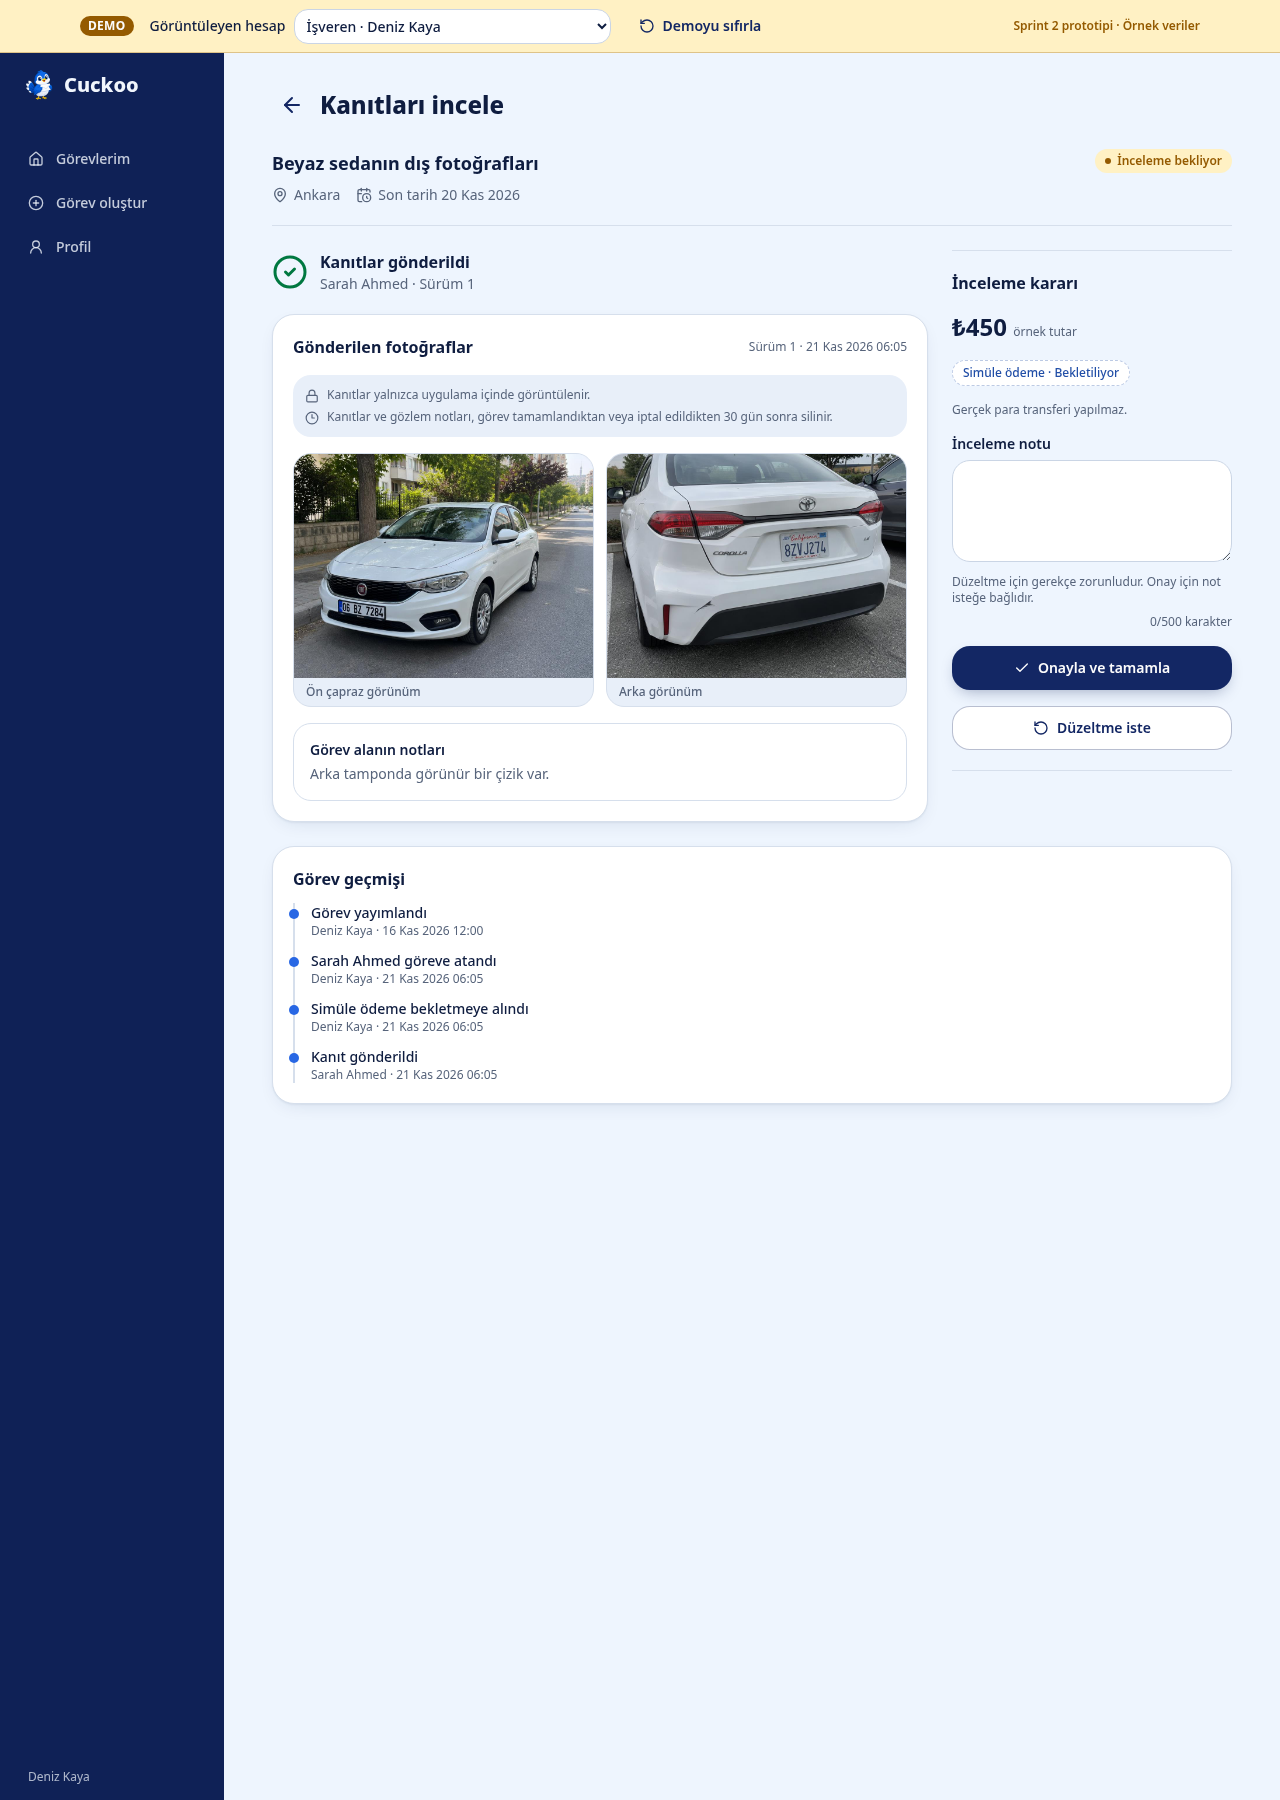 DEMO
Görüntüleyen hesap
İşveren · Deniz Kaya
Demoyu sıfırla
Sprint 2 prototipi · Örnek veriler
Cuckoo
Görevlerim
Görev oluştur
Profil
Deniz Kaya
Kanıtları incele
Beyaz sedanın dış fotoğrafları
İnceleme bekliyor
Ankara
Son tarih 20 Kas 2026
Kanıtlar gönderildi
Sarah Ahmed · Sürüm 1
Gönderilen fotoğraflar
Sürüm 1 · 21 Kas 2026 06:05
Kanıtlar yalnızca uygulama içinde görüntülenir.
Kanıtlar ve gözlem notları, görev tamamlandıktan veya iptal edildikten 30 gün sonra silinir.
06 BZ 7284
Ön çapraz görünüm
COROLLA
California
8ZVJ274
Arka görünüm
Görev alanın notları
Arka tamponda görünür bir çizik var.
İnceleme kararı
₺450 örnek tutar
Simüle ödeme · Bekletiliyor
Gerçek para transferi yapılmaz.
İnceleme notu
Düzeltme için gerekçe zorunludur. Onay için not
isteğe bağlıdır.
0/500 karakter
Onayla ve tamamla
Düzeltme iste
Görev geçmişi
Görev yayımlandı
Deniz Kaya · 16 Kas 2026 12:00
Sarah Ahmed göreve atandı
Deniz Kaya · 21 Kas 2026 06:05
Simüle ödeme bekletmeye alındı
Deniz Kaya · 21 Kas 2026 06:05
Kanıt gönderildi
Sarah Ahmed · 21 Kas 2026 06:05